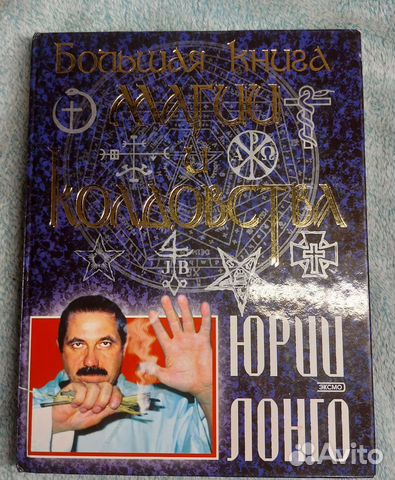 Большая книга
магии
и
колдовства
J B
ЮРИЙ
ЭКСМО
ЛОНГО
Avito